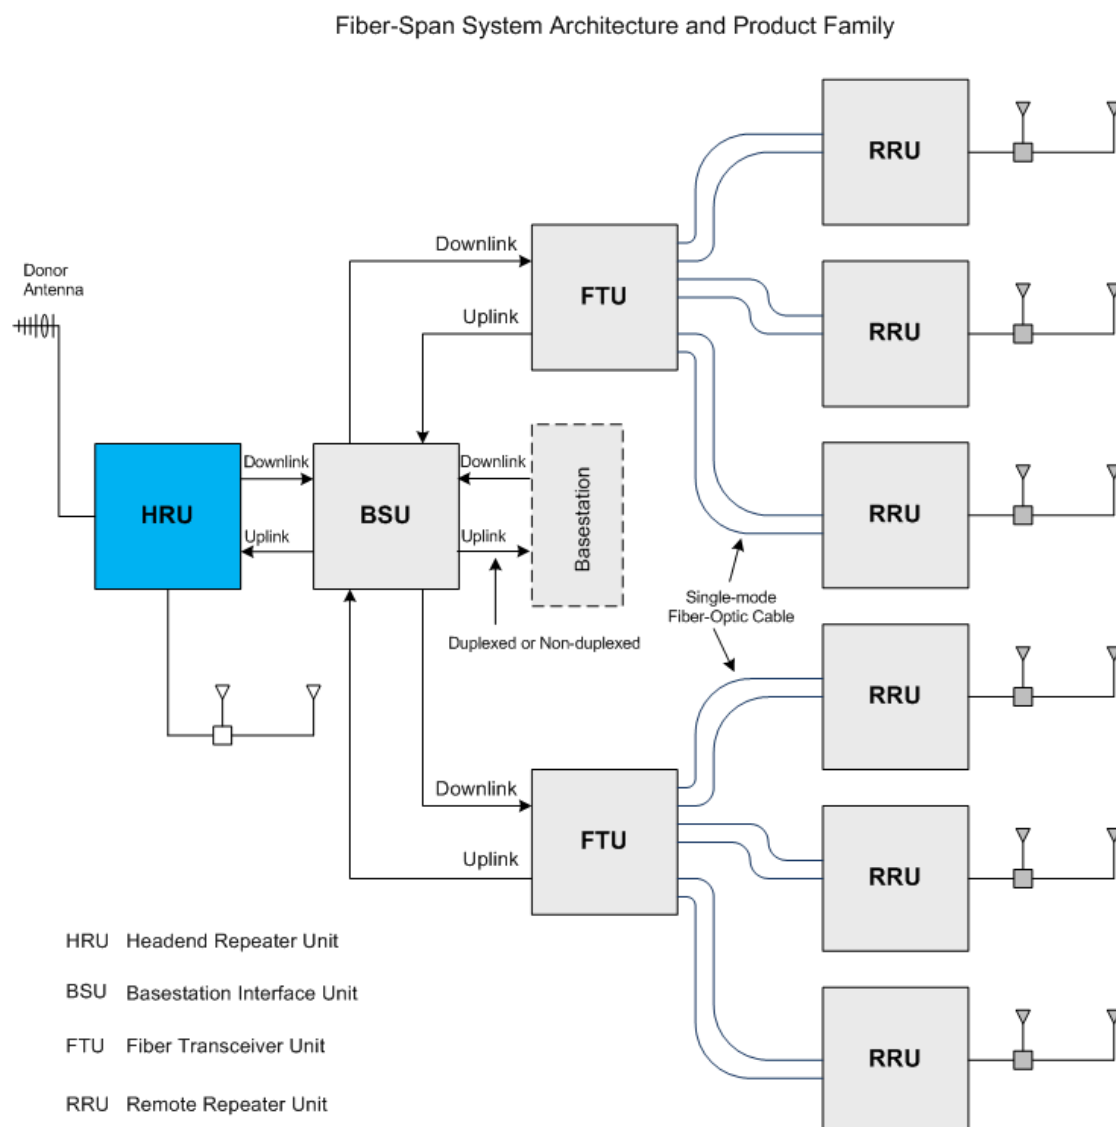 Fiber-Span System Architecture and Product Family
RRU
Downlink
Donor
Antenna
FTU
RRU
Uplink
Downlink
Downlink
HRU
BSU
Basestation
RRU
Uplink
Uplink
Single-mode
Fiber-Optic Cable
Duplexed or Non-duplexed
RRU
Downlink
FTU
Uplink
RRU
HRU Headend Repeater Unit
BSU Basestation Interface Unit
FTU Fiber Transceiver Unit
RRU
RRU Remote Repeater Unit